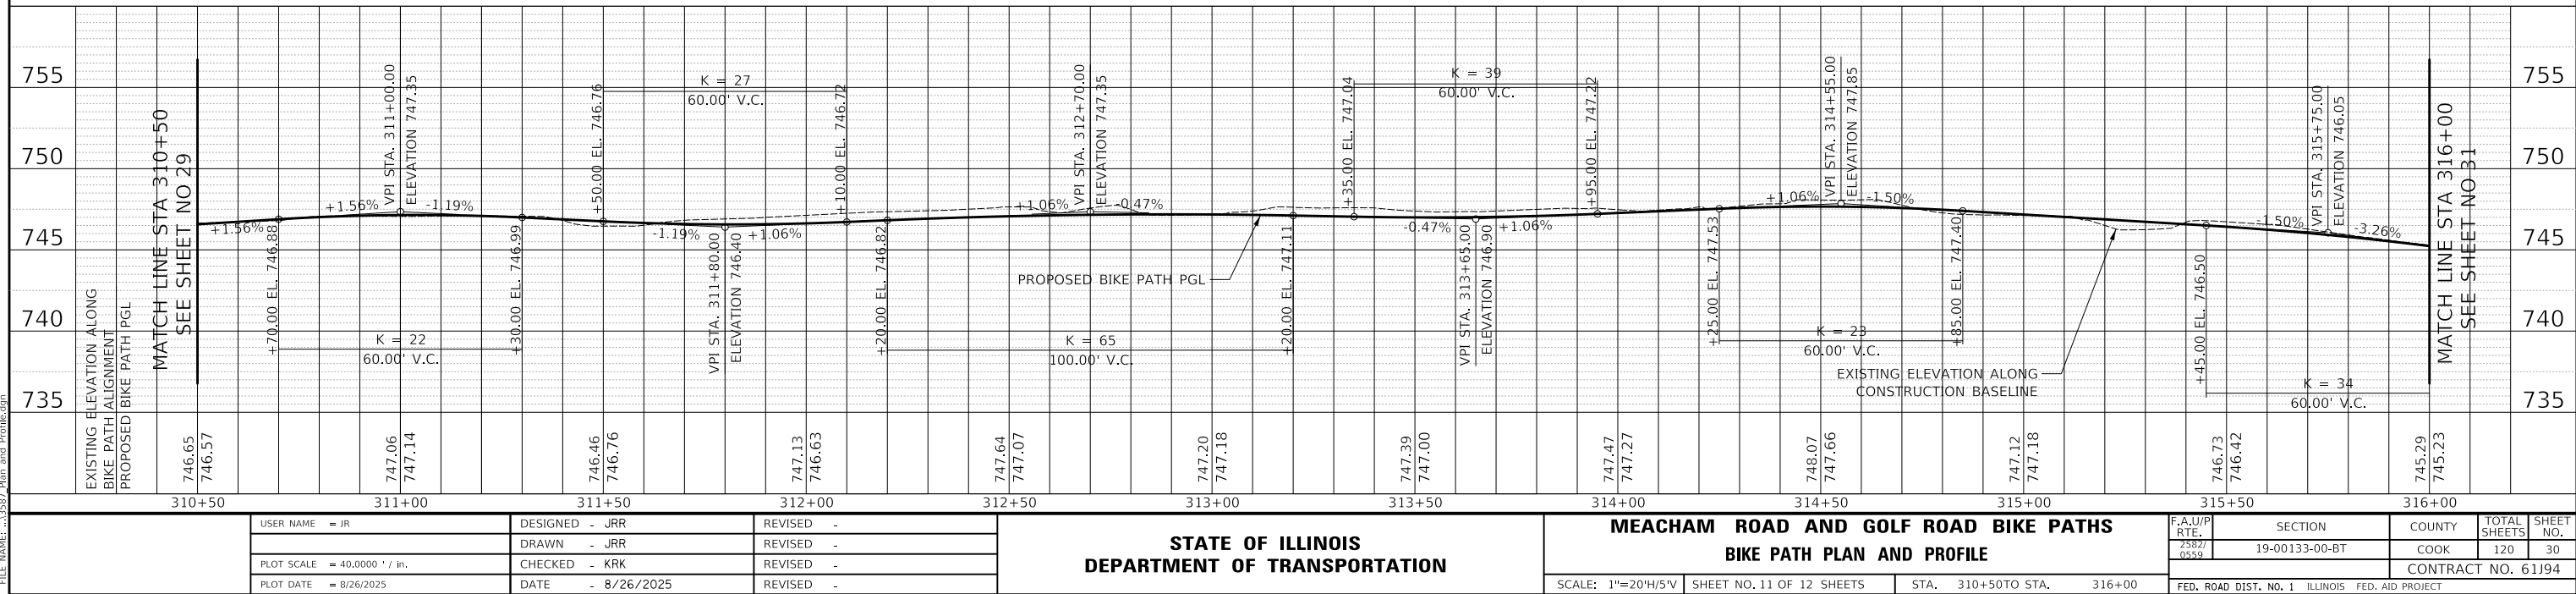 755
750
745
740
735
MATCH LINE STA 310+50
SEE SHEET NO 29
EXISTING ELEVATION ALONG
BIKE PATH ALIGNMENT
PROPOSED BIKE PATH PGL
+1.56%
+70.00 EL. 746.88
+1.56%
VPI STA. 311+00.00
ELEVATION 747.35
-1.19%
K = 22
60.00' V.C.
+30.00 EL. 746.99
+50.00 EL. 746.76
K = 27
60.00' V.C.
-1.19%
VPI STA. 311+80.00
ELEVATION 746.40
+1.06%
+10.00 EL. 746.72
+20.00 EL. 746.82
+1.06%
VPI STA. 312+70.00
ELEVATION 747.35
-0.47%
K = 65
100.00' V.C.
PROPOSED BIKE PATH PGL
+20.00 EL. 747.11
+35.00 EL. 747.04
K = 39
60.00' V.C.
-0.47%
VPI STA. 313+65.00
ELEVATION 746.90
+1.06%
+95.00 EL. 747.22
+25.00 EL. 747.53
+1.06%
VPI STA. 314+55.00
ELEVATION 747.85
-1.50%
K = 23
60.00' V.C.
+85.00 EL. 747.40
EXISTING ELEVATION ALONG
CONSTRUCTION BASELINE
+45.00 EL. 746.50
-1.50%
VPI STA. 315+75.00
ELEVATION 746.05
-3.26%
K = 34
60.00' V.C.
MATCH LINE STA 316+00
SEE SHEET NO 31
755
750
745
740
735
746.65
746.57
747.06
747.14
746.46
746.76
747.13
746.63
747.64
747.07
747.20
747.18
747.39
747.00
747.47
747.27
748.07
747.66
747.12
747.18
746.73
746.42
745.29
745.23
310+50 311+00 311+50 312+00 312+50 313+00 313+50 314+00 314+50 315+00 315+50 316+00
FILE NAME: ...\3587_Plan and Profile.dgn
USER NAME = JR
PLOT SCALE = 40.0000 ' / in.
PLOT DATE = 8/26/2025
DESIGNED - JRR
DRAWN - JRR
CHECKED - KRK
DATE - 8/26/2025
REVISED -
REVISED -
REVISED -
REVISED -
STATE OF ILLINOIS
DEPARTMENT OF TRANSPORTATION
MEACHAM ROAD AND GOLF ROAD BIKE PATHS
BIKE PATH PLAN AND PROFILE
SCALE: 1"=20'H/5'V SHEET NO. 11 OF 12 SHEETS STA. 310+50TO STA. 316+00
F.A.U/P
RTE.
SECTION
COUNTY
TOTAL
SHEETS
SHEET
NO.
2582/
0559
19-00133-00-BT
COOK
120
30
CONTRACT NO. 61J94
FED. ROAD DIST. NO. 1 ILLINOIS FED. AID PROJECT